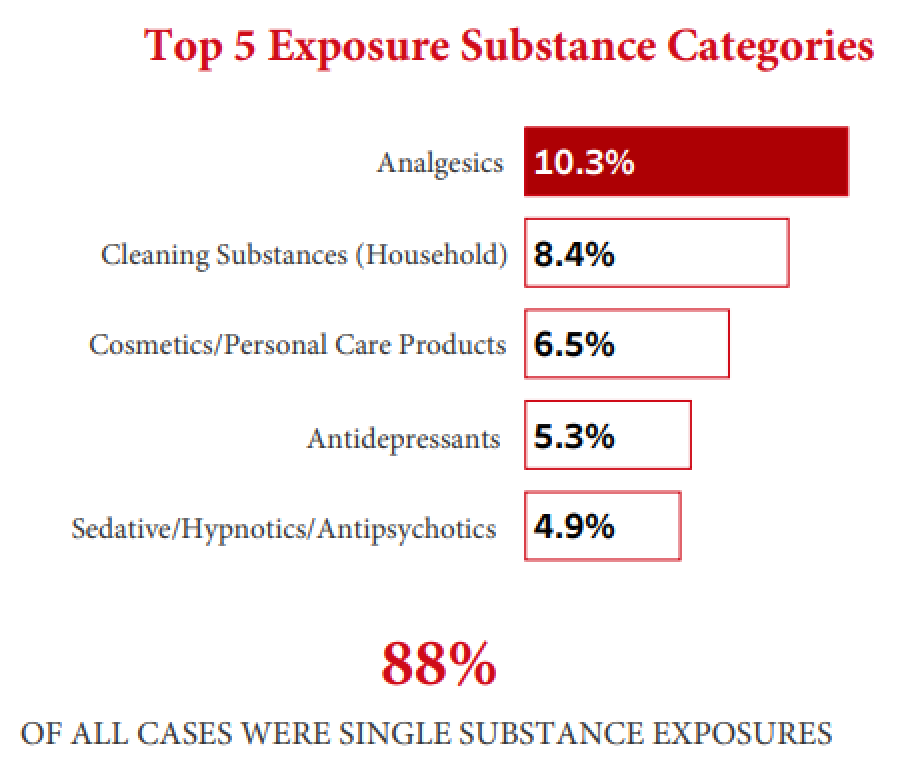 Top 5 Exposure Substance Categories
Analgesics 10.3%
Cleaning Substances (Household) 8.4%
Cosmetics/Personal Care Products 6.5%
Antidepressants 5.3%
Sedative/Hypnotics/Antipsychotics 4.9%
88%
OF ALL CASES WERE SINGLE SUBSTANCE EXPOSURES